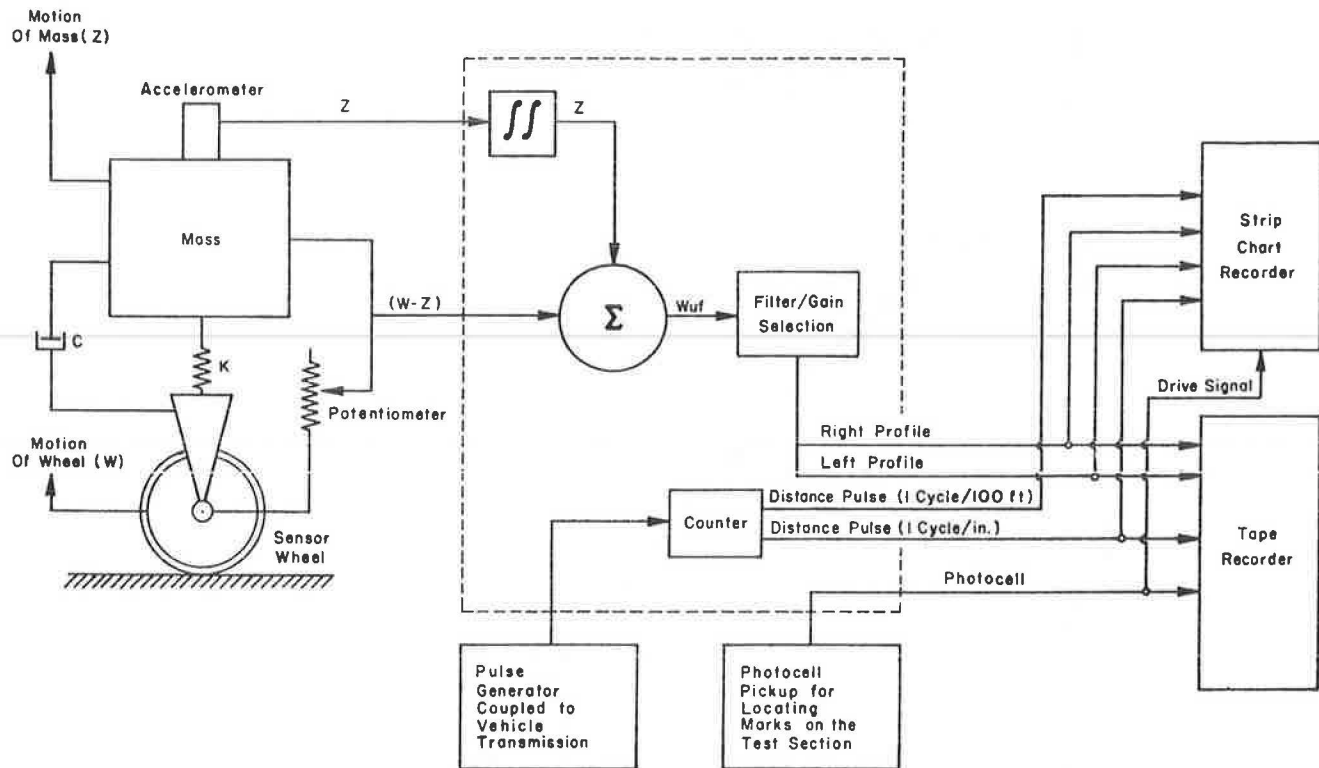 Motion
Of Mass(Z)
Accelerometer
Z
∫∫
Z
Mass
(W-Z)
Σ
Wuf
Filter/Gain
Selection
Strip
Chart
Recorder
C
K
Potentiometer
Drive Signal
Motion
Of Wheel (W)
Sensor
Wheel
Right Profile
Left Profile
Counter
Distance Pulse (1 Cycle/100 ft)
Distance Pulse (1 Cycle/in.)
Photocell
Tape
Recorder
Pulse
Generator
Coupled to
Vehicle
Transmission
Photocell
Pickup for
Locating
Marks on the
Test Section